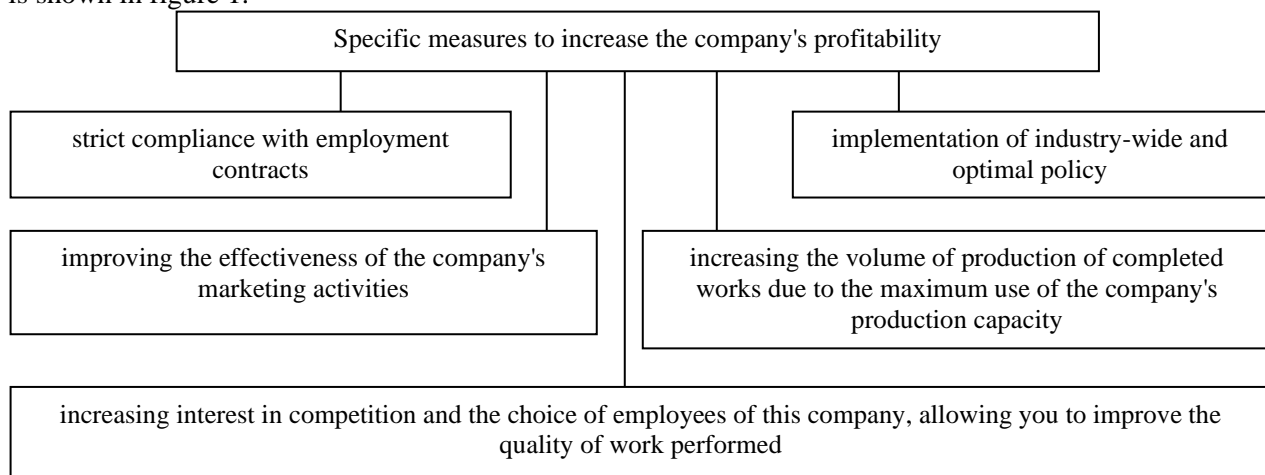 is shown in figure 1.
Specific measures to increase the company's profitability
strict compliance with employment
contracts
implementation of industry-wide and
optimal policy
improving the effectiveness of the company's
marketing activities
increasing the volume of production of completed
works due to the maximum use of the company's
production capacity
increasing interest in competition and the choice of employees of this company, allowing you to improve the
quality of work performed